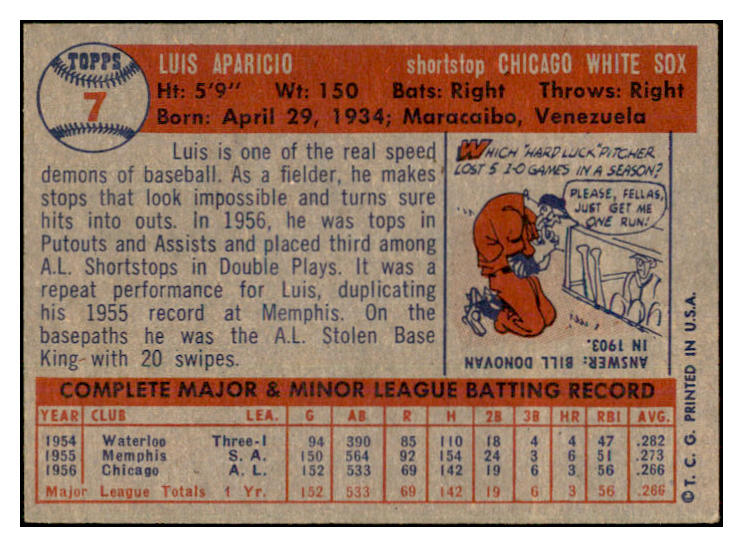 TOPPS
7
LUIS APARICIO shortstop CHICAGO WHITE SOX
Ht: 5'9" Wt: 150 Bats: Right Throws: Right
Born: April 29, 1934; Maracaibo, Venezuela
Luis is one of the real speed
demons of baseball. As a fielder, he makes
stops that look impossible and turns sure
hits into outs. In 1956, he was tops in
Putouts and Assists and placed third among
A.L. Shortstops in Double Plays. It was a
repeat performance for Luis, duplicating
his 1955 record at Memphis. On the
basepaths he was the A.L. Stolen Base
King with 20 swipes.
WHICH "HARD LUCK" PITCHER
LOST 5 1-0 GAMES IN A SEASON?
PLEASE, FELLAS,
JUST GET ME
ONE RUN!
ANSWER: BILL DONOVAN
IN 1903.
COMPLETE MAJOR & MINOR LEAGUE BATTING RECORD
YEAR CLUB LEA. G AB R H 2B 3B HR RBI AVG.
1954 Waterloo Three-I 94 390 85 110 18 4 4 47 .282
1955 Memphis S. A. 150 564 92 154 24 3 6 51 .273
1956 Chicago A. L. 152 533 69 142 19 6 3 56 .266
Major League Totals 1 Yr. 152 533 69 142 19 6 3 56 .266
© T. C. G. PRINTED IN U.S.A.